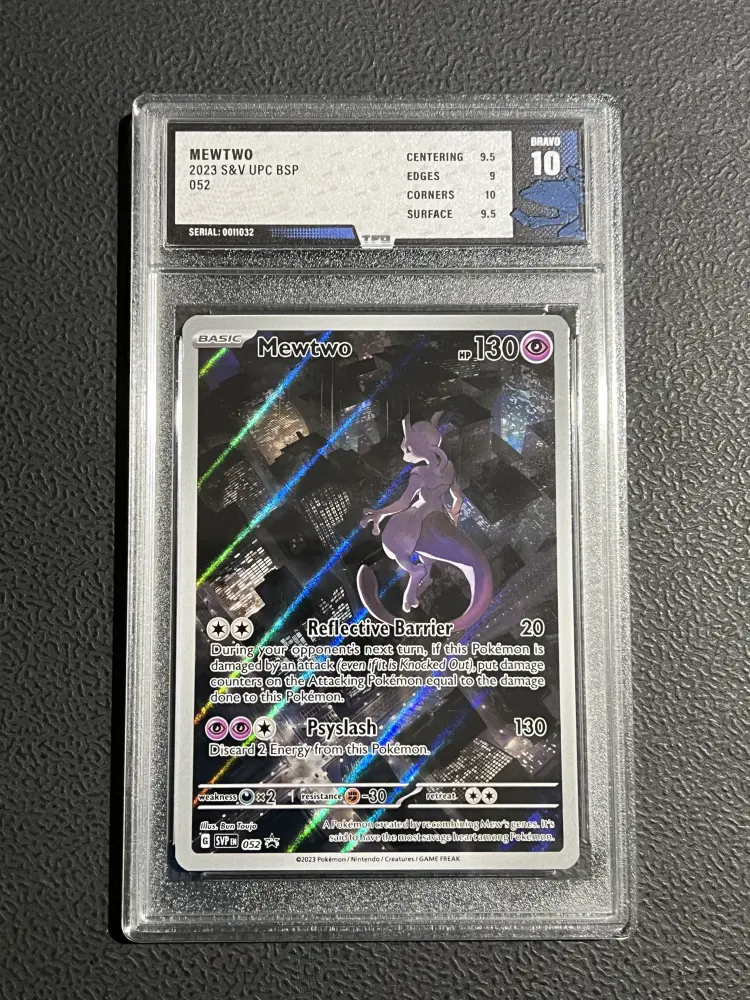 MEWTWO
2023 S&V UPC BSP
052
CENTERING 9.5
EDGES 9
CORNERS 10
SURFACE 9.5
BRAVO
10
SERIAL: 0011032
BASIC Mewtwo HP 130
Reflective Barrier 20
During your opponent's next turn, if this Pokémon is
damaged by an attack (even if it is Knocked Out), put damage
counters on the Attacking Pokémon equal to the damage
done to this Pokémon.
Psyslash 130
Discard 2 Energy from this Pokémon.
weakness ×2 resistance -30 retreat
Illus. Bun Toujo
G SVP EN 052
A Pokémon created by recombining Mew's genes. It's
said to have the most savage heart among Pokémon.
©2023 Pokémon / Nintendo / Creatures / GAME FREAK